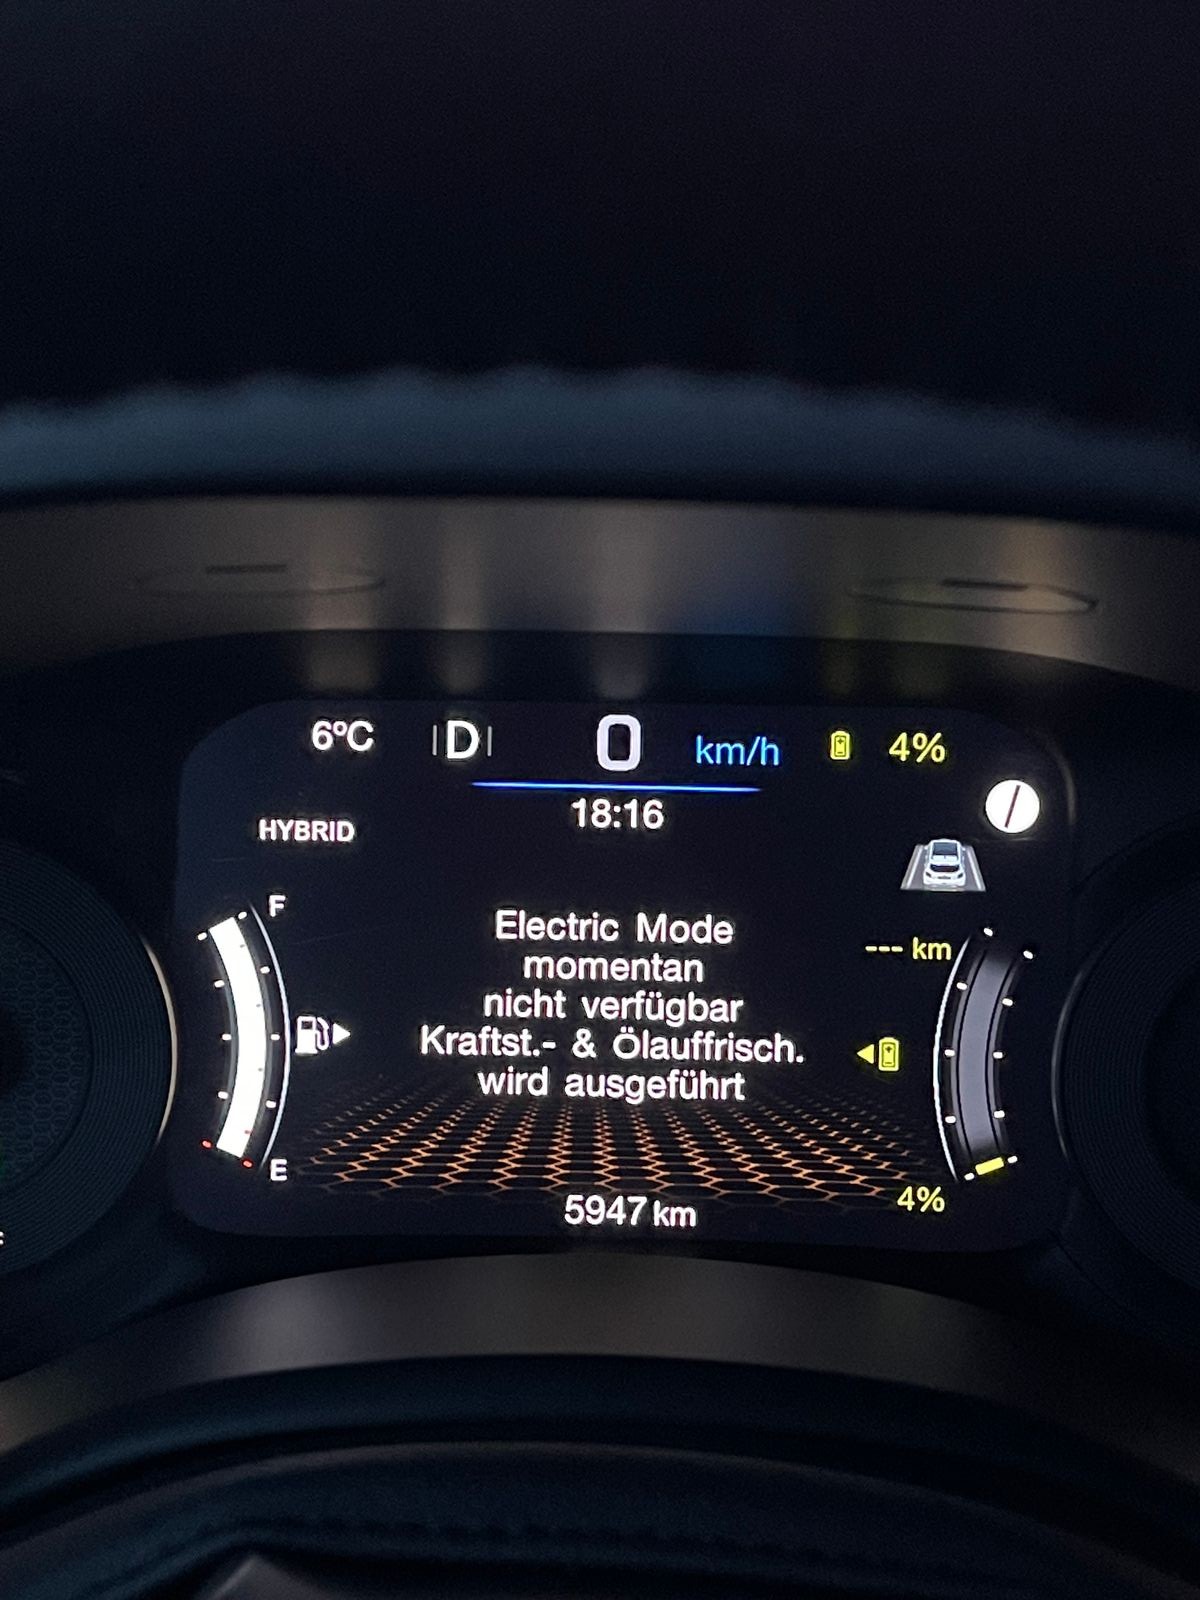 6°C D 0 km/h 4%
18:16
HYBRID
F
Electric Mode
momentan
nicht verfügbar
Kraftst.- & Ölauffrisch.
wird ausgeführt
--- km
E
4%
5947 km